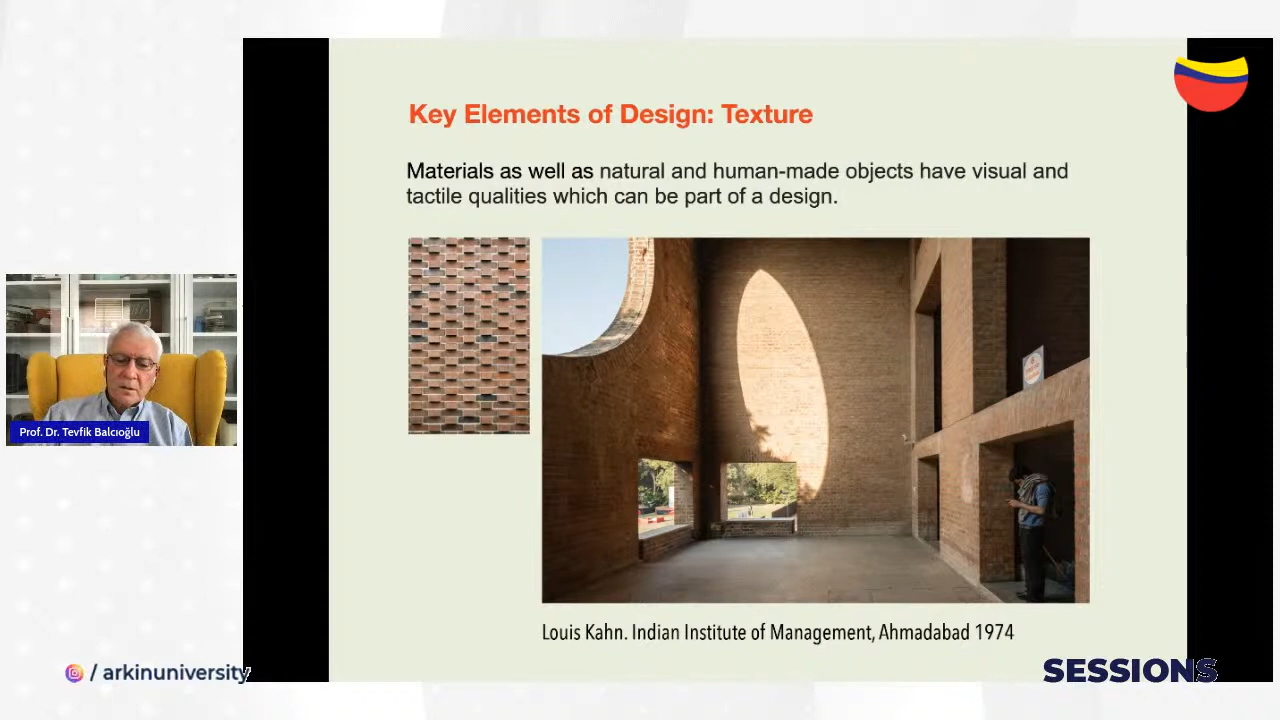 Key Elements of Design: Texture
Materials as well as natural and human-made objects have visual and
tactile qualities which can be part of a design.
Prof. Dr. Tevfik Balcıoğlu
Louis Kahn. Indian Institute of Management, Ahmadabad 1974
/ arkinuniversity
SESSIONS